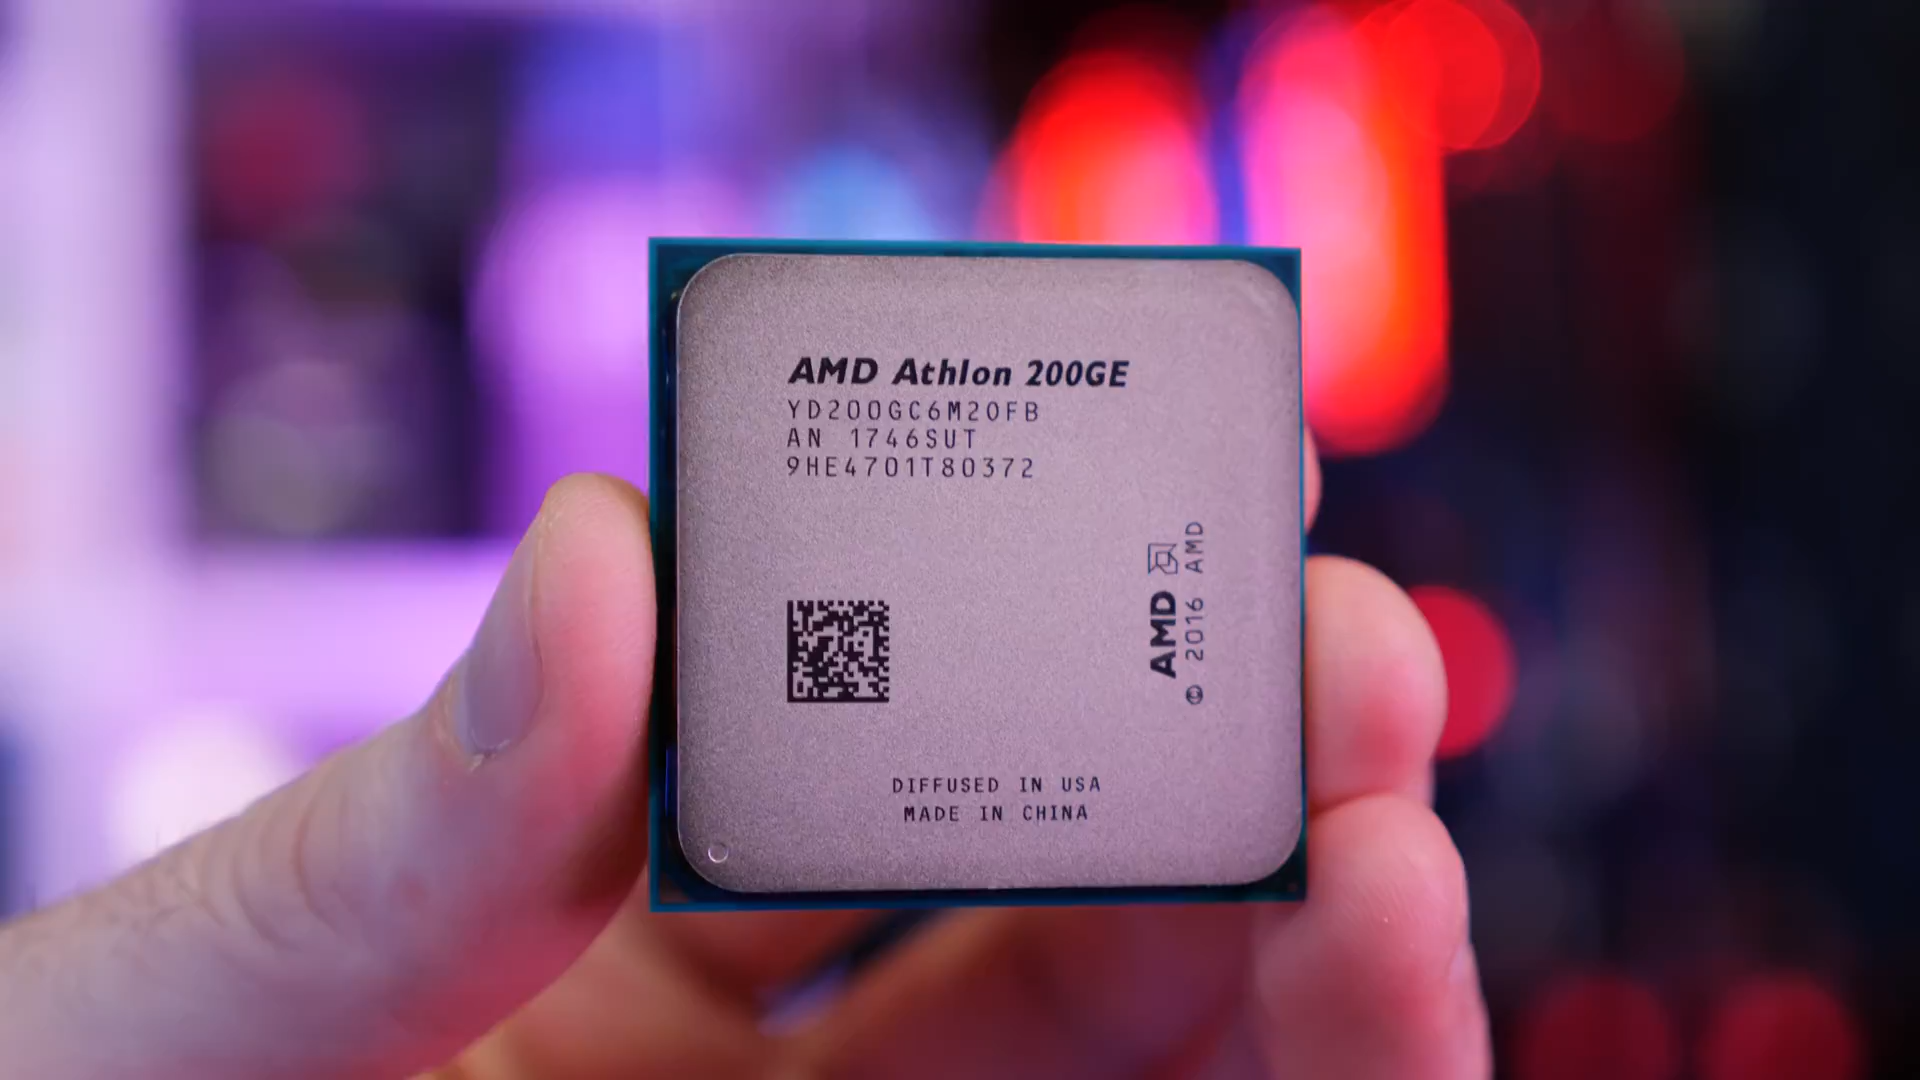 AMD Athlon 200GE
YD200GC6M20FB
AN 1746SUT
9HE4701T80372
AMD
© 2016 AMD
DIFFUSED IN USA
MADE IN CHINA